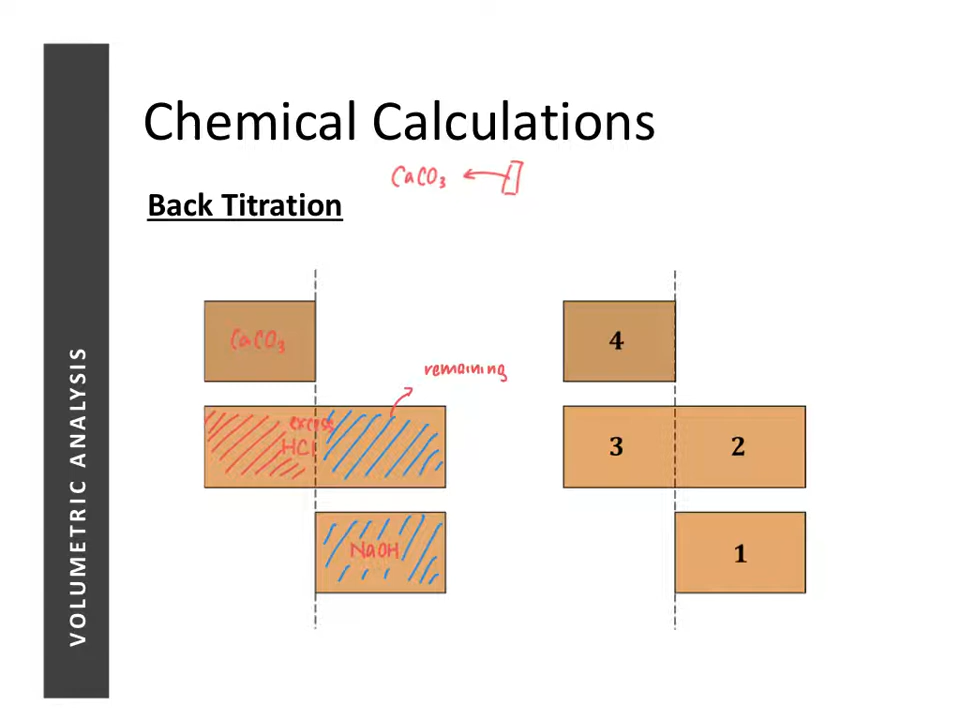 VOLUMETRIC ANALYSIS
Chemical Calculations
CaCO3
Back Titration
CaCO3
remaining
excess
HCl
NaOH
4
3 2
1